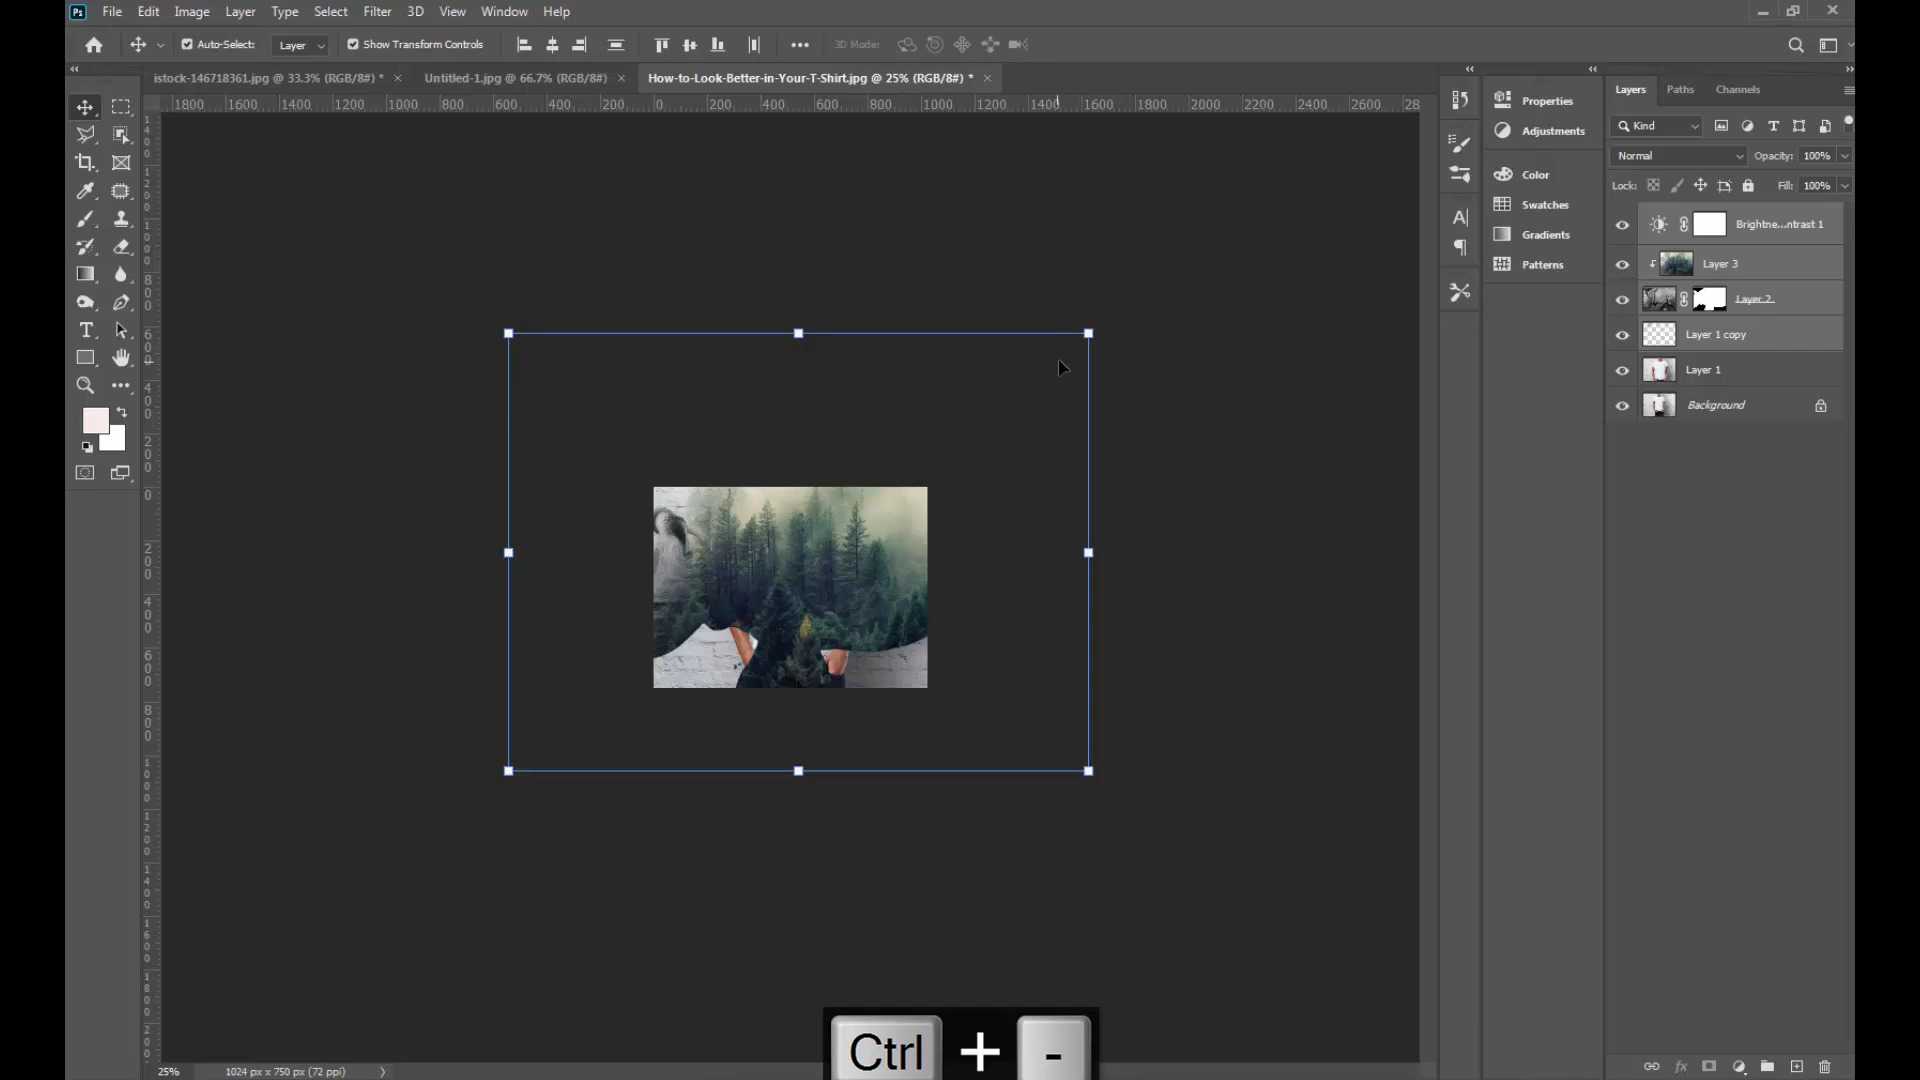 Ps File Edit Image Layer Type Select Filter 3D View Window Help
Auto-Select: Layer Show Transform Controls 3D Mode:
istock-146718361.jpg @ 33.3% (RGB/8#) * Untitled-1.jpg @ 66.7% (RGB/8#) How-to-Look-Better-in-Your-T-Shirt.jpg @ 25% (RGB/8#) *
1800 1600 1400 1200 1000 800 600 400 200 0 200 400 600 800 1000 1200 1400 1600 1800 2000 2200 2400 2600 28
Properties
Adjustments
Color
Swatches
Gradients
Patterns
Layers Paths Channels
Kind
Normal Opacity: 100%
Lock: Fill: 100%
Brightne...ntrast 1
Layer 3
Layer 2
Layer 1 copy
Layer 1
Background
Ctrl + -
25% 1024 px x 750 px (72 ppi)